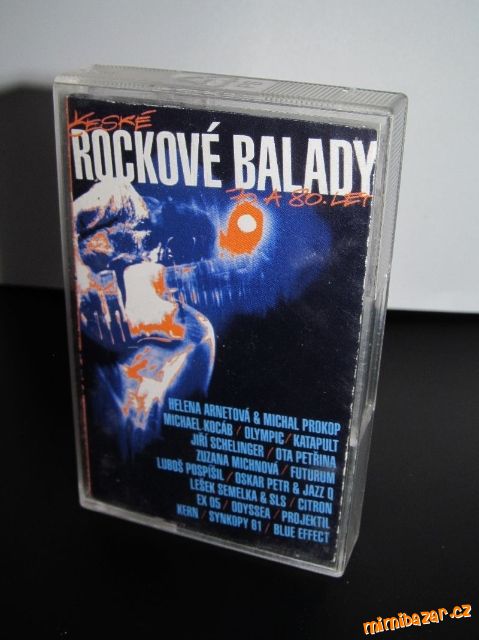 ČESKÉ
ROCKOVÉ BALADY
70. A 80. LET
HELENA ARNETOVÁ & MICHAL PROKOP
MICHAEL KOCÁB / OLYMPIC / KATAPULT
JIŘÍ SCHELINGER / OTA PETŘINA
ZUZANA MICHNOVÁ / FUTURUM
LUBOŠ POSPÍŠIL / OSKAR PETR & JAZZ Q
LEŠEK SEMELKA & SLS / CITRON
EX 05 / ODYSSEA / PROJEKTIL
KERN / SYNKOPY 61 / BLUE EFFECT
mimibazar.cz